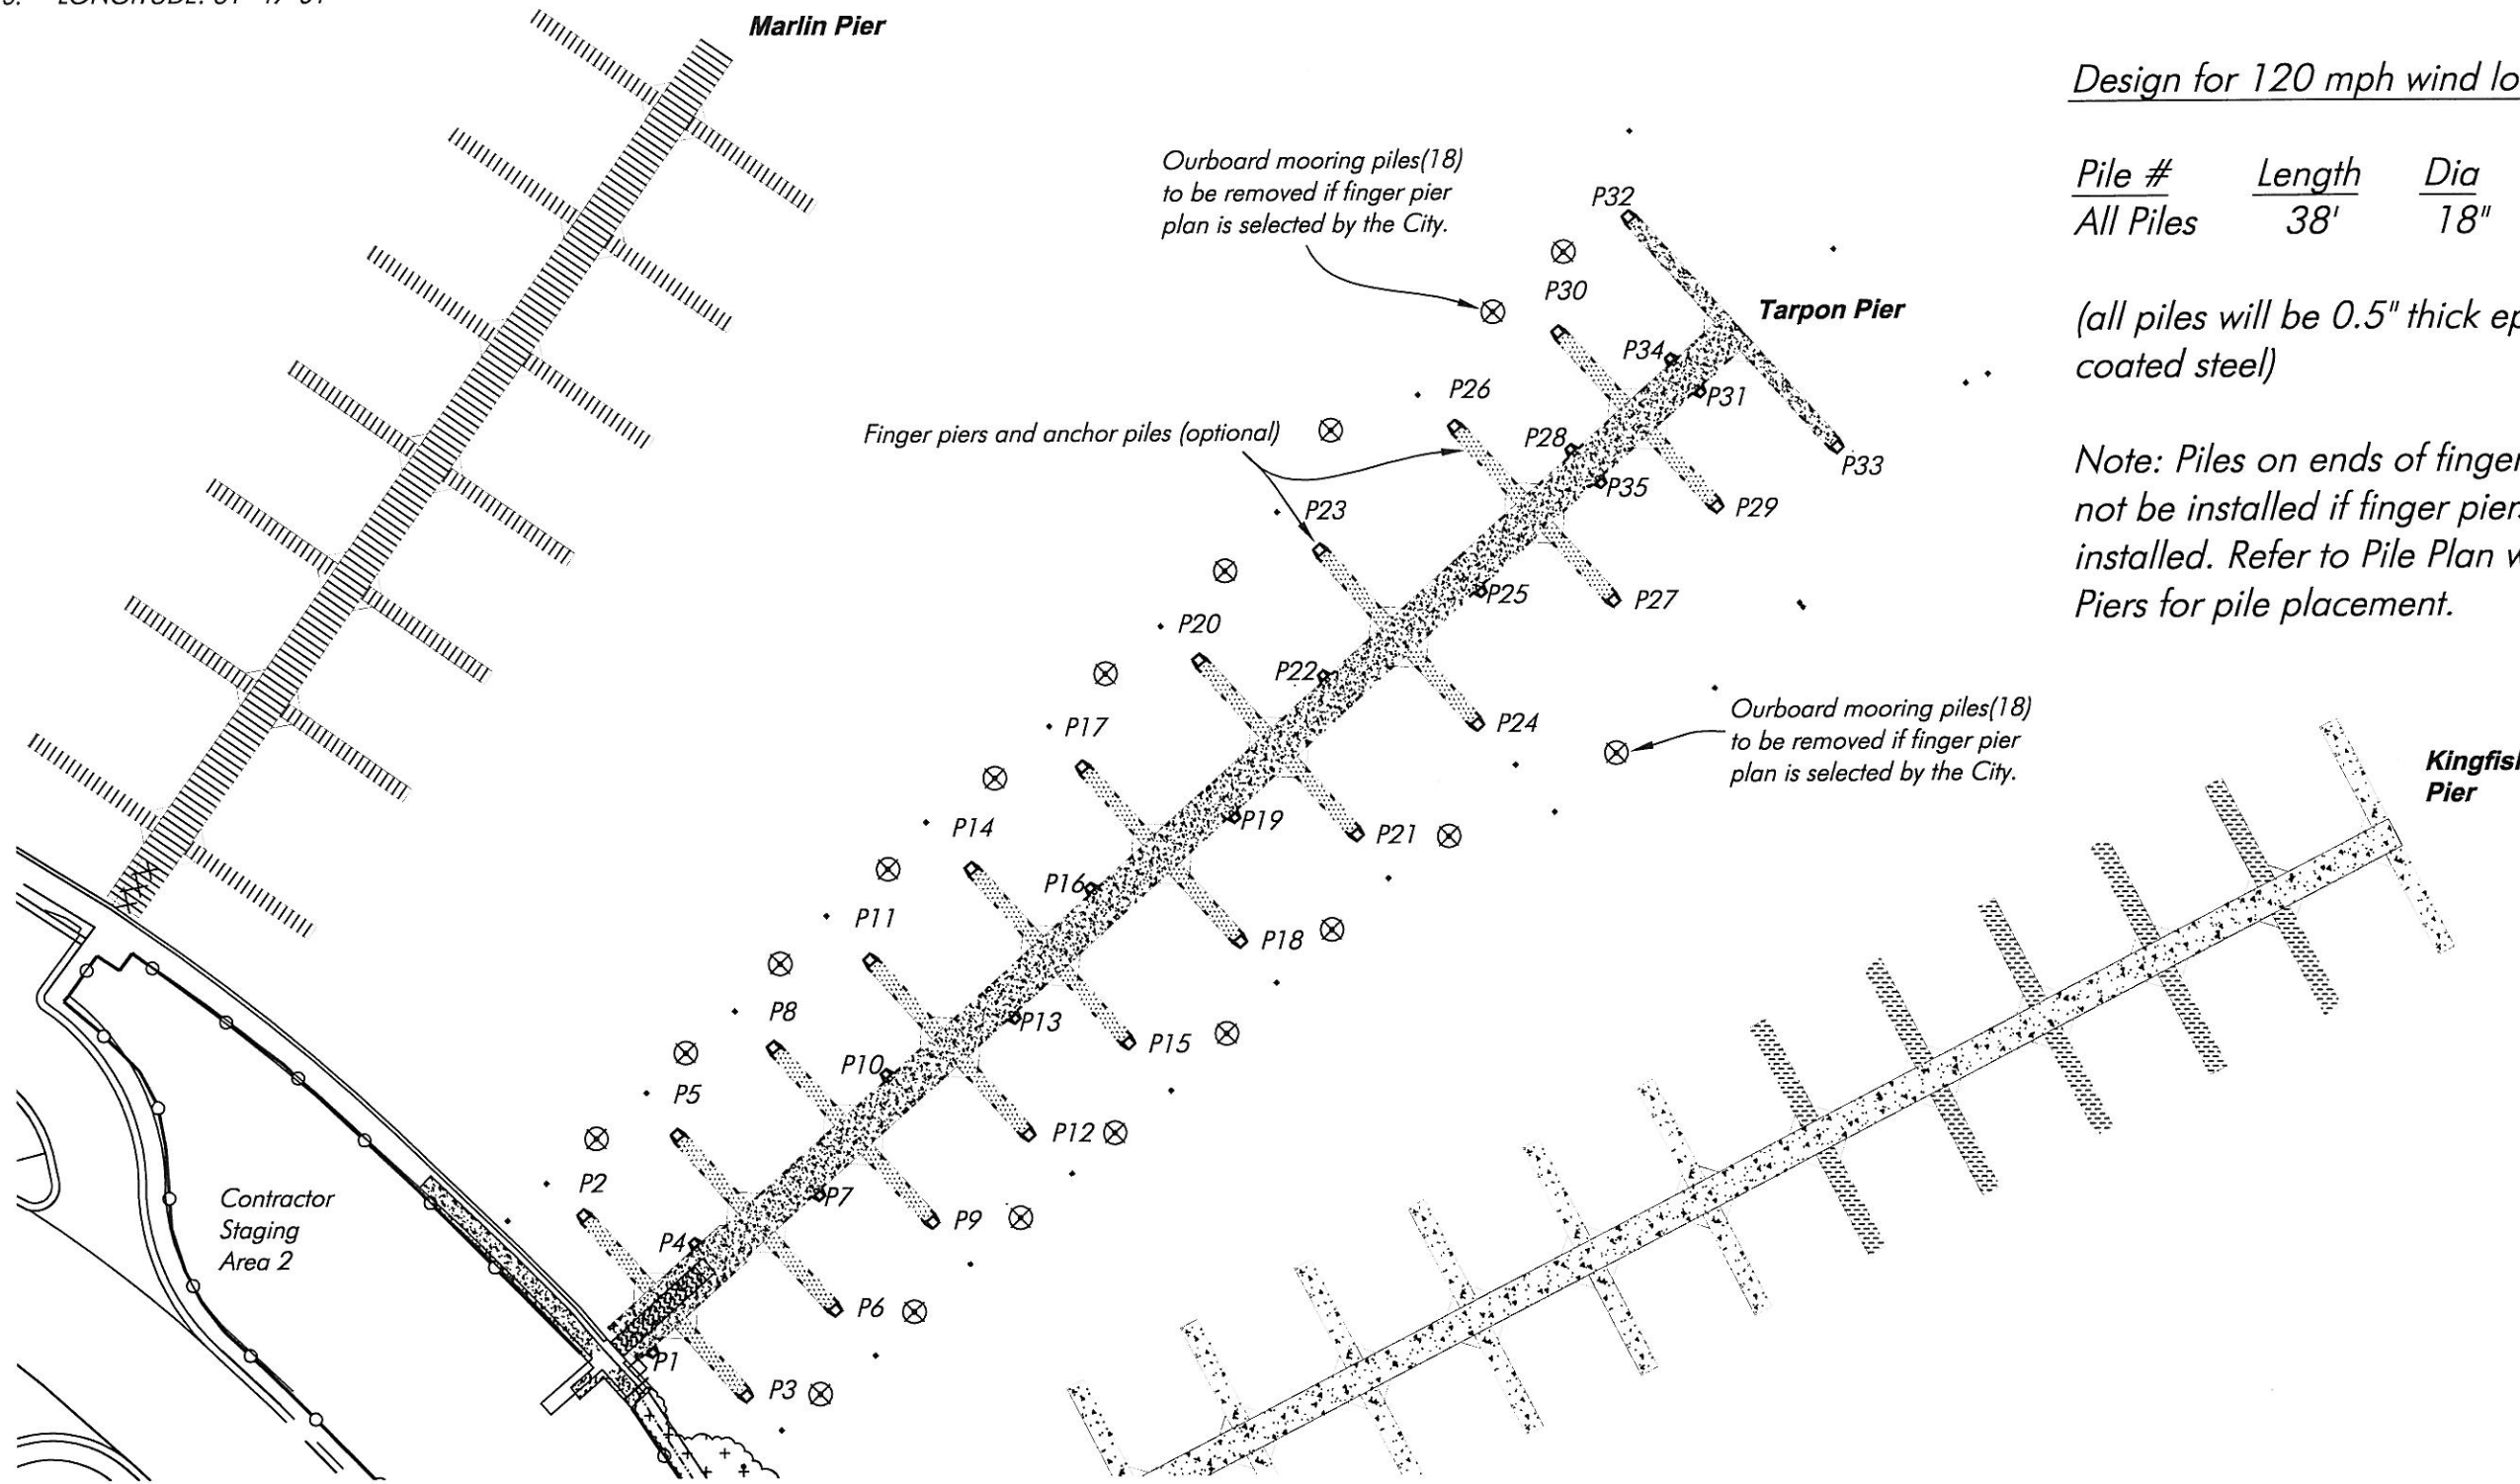 LONGITUDE:
Marlin Pier
Design for 120 mph wind
Pile # Length Dia
All Piles 38' 18"
(all piles will be 0.5" thick
coated steel)
Note: Piles on ends of
not be installed if finger
installed. Refer to Pile Plan
Piers for pile placement.
Ourboard mooring piles(18)
to be removed if finger pier
plan is selected by the City.
P32
P30
Tarpon Pier
P34
P26
P31
Finger piers and anchor piles (optional)
P28
P33
P35
P23
P29
P25
P27
P20
P22
P24
Ourboard mooring piles(18)
to be removed if finger pier
plan is selected by the City.
P17
Pier
P19
P14
P21
P16
P11
P18
P8
P13
P15
P10
P5
P12
P2
P7
Contractor
Staging
Area 2
P9
P4
P6
P1
P3